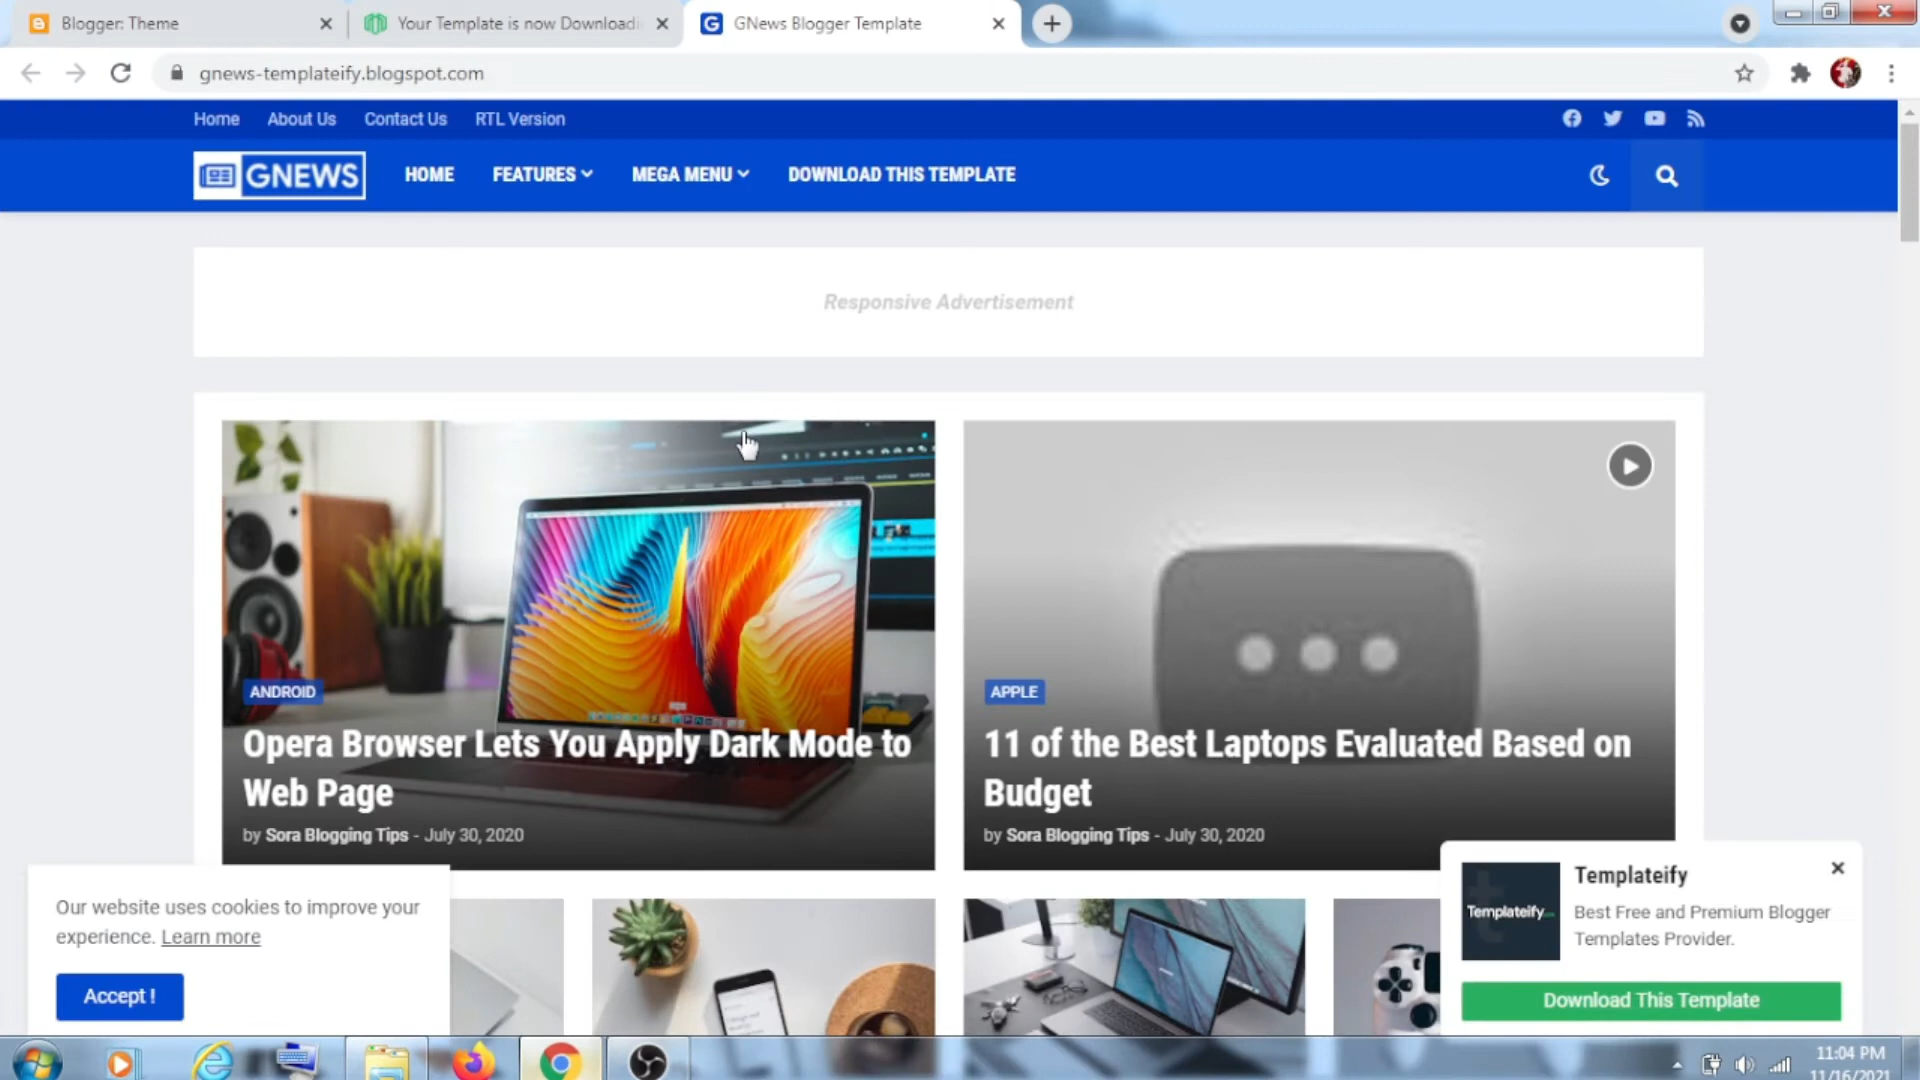 Blogger: Theme
Your Template is now Downloadi
GNews Blogger Template
gnews-templateify.blogspot.com
Home About Us Contact Us RTL Version
GNEWS HOME FEATURES MEGA MENU DOWNLOAD THIS TEMPLATE
Responsive Advertisement
ANDROID
Opera Browser Lets You Apply Dark Mode to
Web Page
by Sora Blogging Tips - July 30, 2020
APPLE
11 of the Best Laptops Evaluated Based on
Budget
by Sora Blogging Tips - July 30, 2020
Our website uses cookies to improve your
experience. Learn more
Accept !
Templateify
Templateify
Best Free and Premium Blogger
Templates Provider.
Download This Template
11:04 PM
11/16/2021